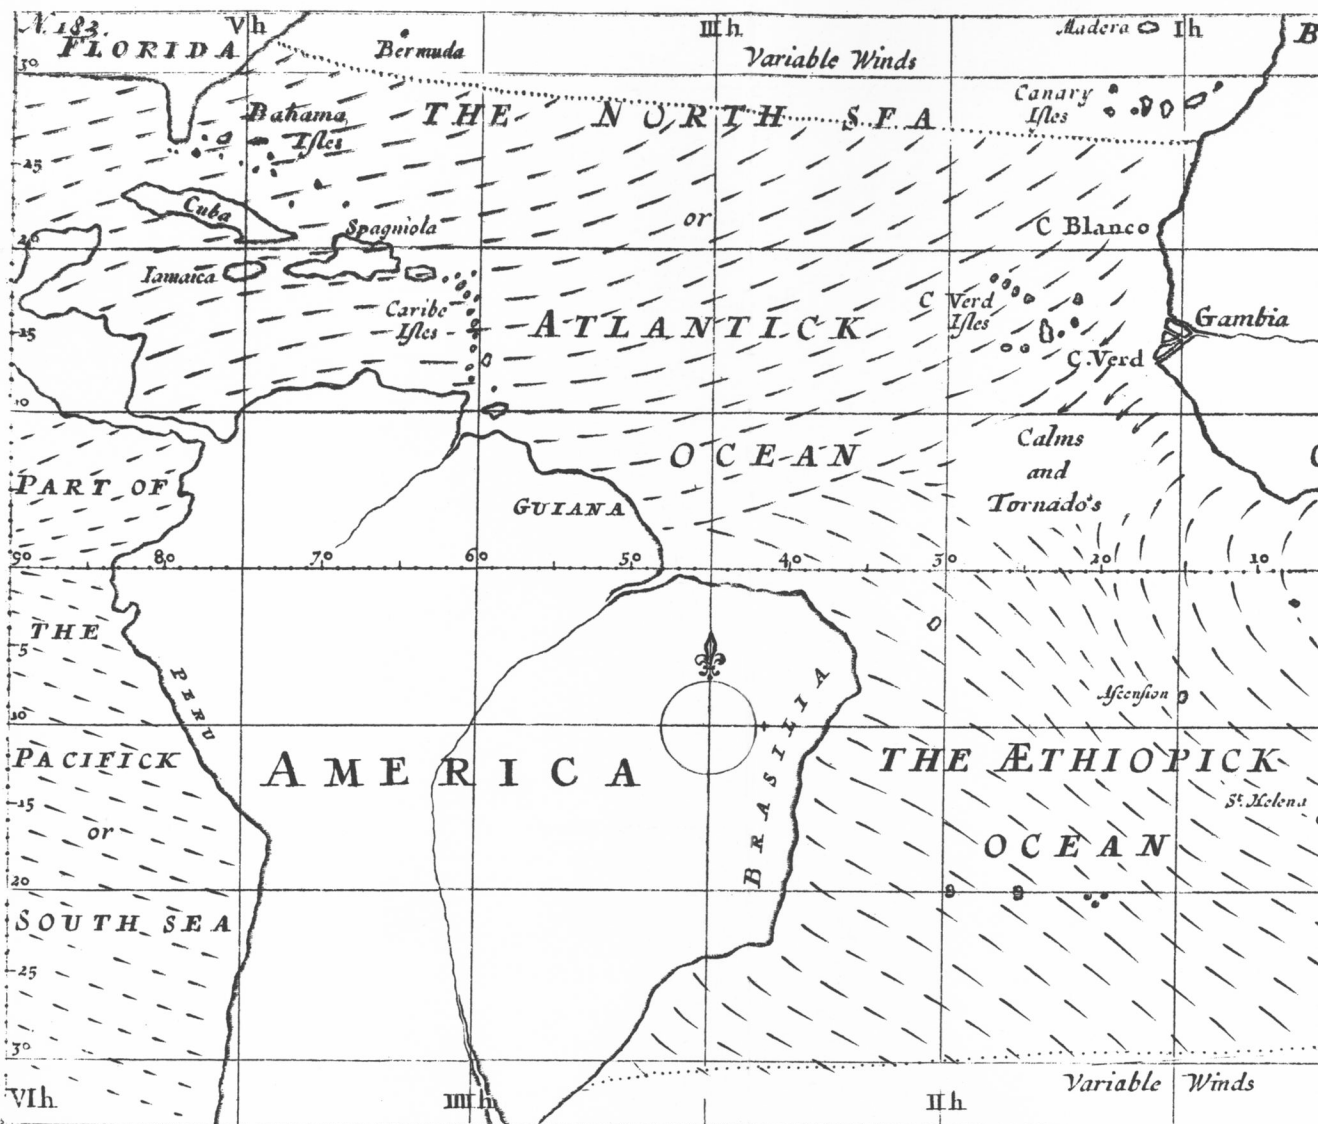 N. 183.
V h
III h
Madera
I h
B
FLORIDA
Bermuda
Variable Winds
30
Canary
Iſles
Bahama
Iſles
THE NORTH SEA
25
Cuba
or
Spagniola
C Blanco
20
Iamaica
Caribe
Iſles
ATLANTICK
C Verd
Iſles
Gambia
15
C. Verd
10
OCEAN
Calms
and
Tornado's
PART OF
GUIANA
90 80 70 60 50 40 30 20 10
THE
5
PERU
Aſcenſion
BRASILIA
10
PACIFICK
AMERICA
THE ÆTHIOPICK
15
St. Helena
or
OCEAN
20
SOUTH SEA
25
30
Variable Winds
VI h
IIII h
II h